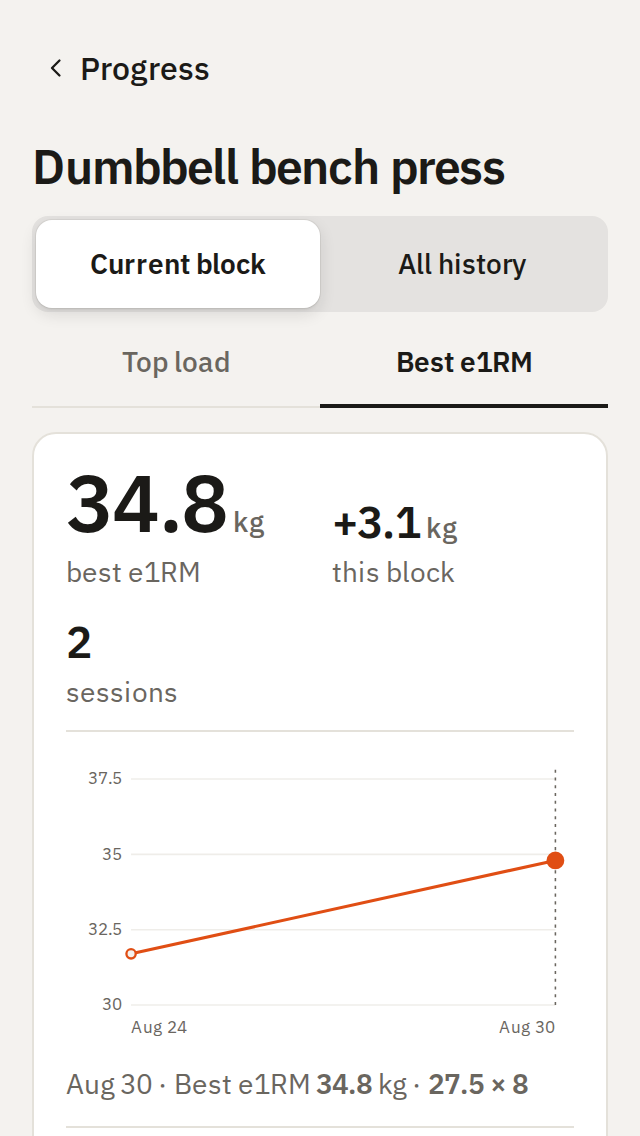 Progress
Dumbbell bench press
Current block
All history
Top load
Best e1RM
34.8 kg
best e1RM
+3.1 kg
this block
2
sessions
37.5
35
32.5
30
Aug 24
Aug 30
Aug 30 · Best e1RM 34.8 kg · 27.5 × 8